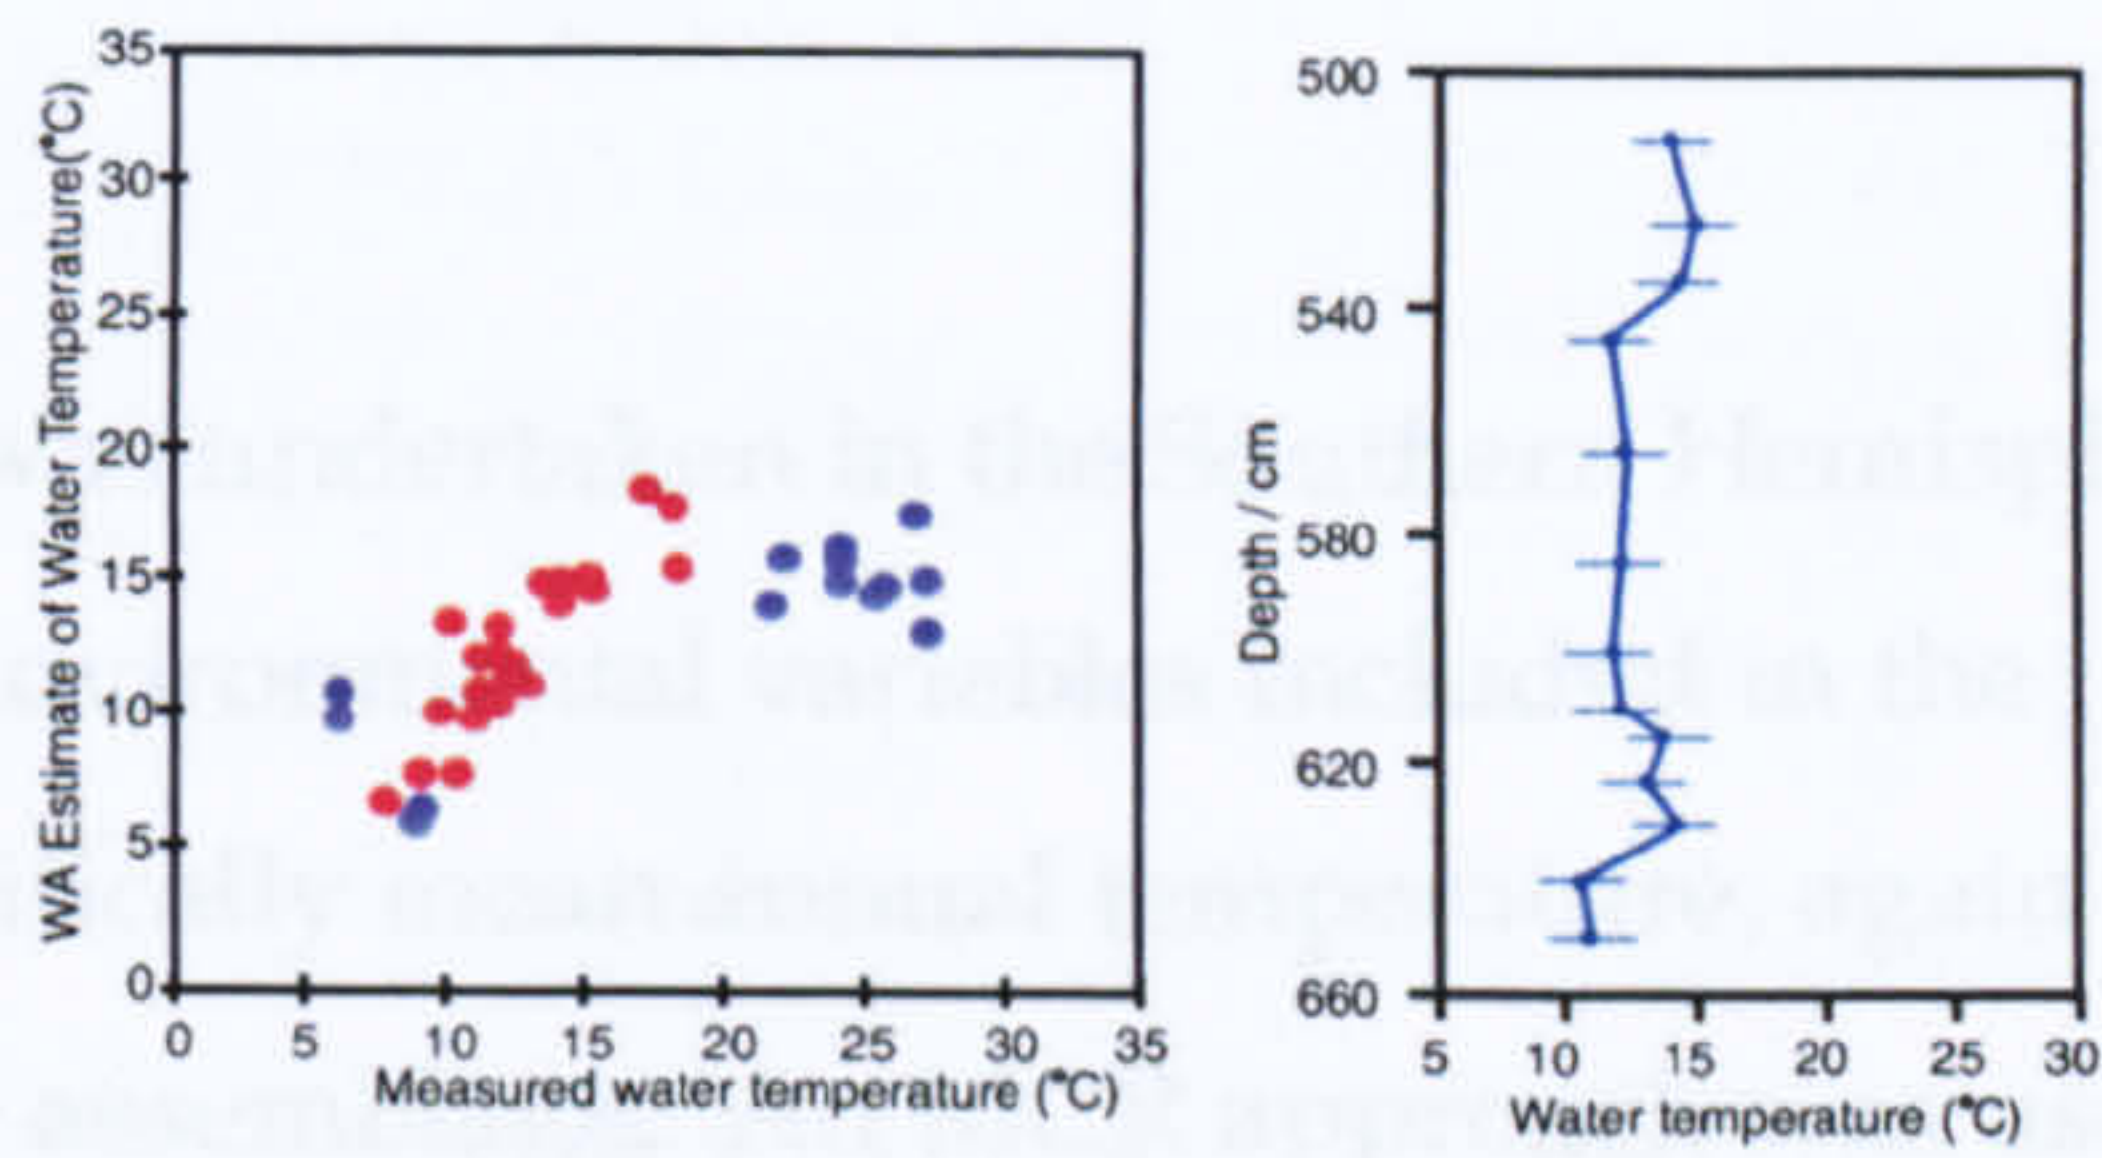 35
30
25
20
15
10
5
0
WA Estimate of Water Temperature(°C)
0 5 10 15 20 25 30 35
Measured water temperature (°C)
500
540
580
620
660
Depth / cm
5 10 15 20 25 30
Water temperature (°C)